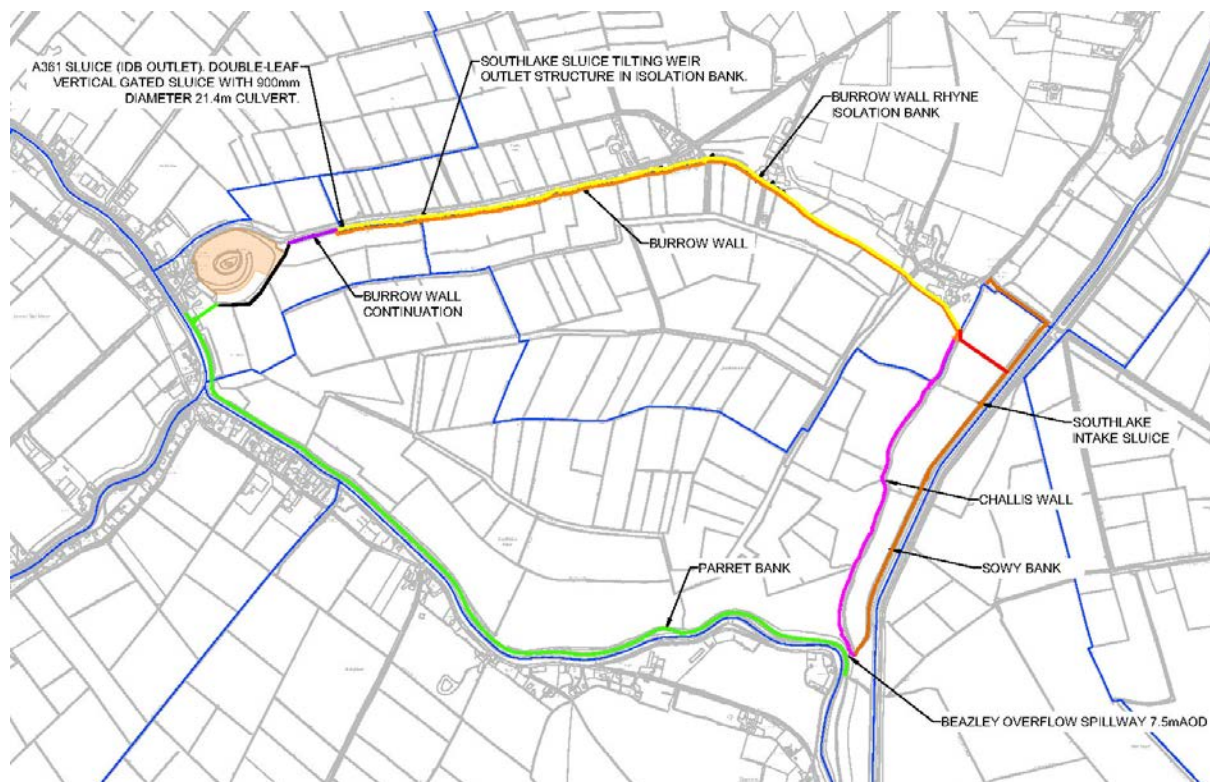 A361 SLUICE (IDB OUTLET). DOUBLE-LEAF
VERTICAL GATED SLUICE WITH 900mm
DIAMETER 21.4m CULVERT.
SOUTHLAKE SLUICE TILTING WEIR
OUTLET STRUCTURE IN ISOLATION BANK.
BURROW WALL RHYNE
ISOLATION BANK
BURROW WALL
BURROW WALL
CONTINUATION
SOUTHLAKE
INTAKE SLUICE
CHALLIS WALL
SOWY BANK
PARRET BANK
BEAZLEY OVERFLOW SPILLWAY 7.5mAOD